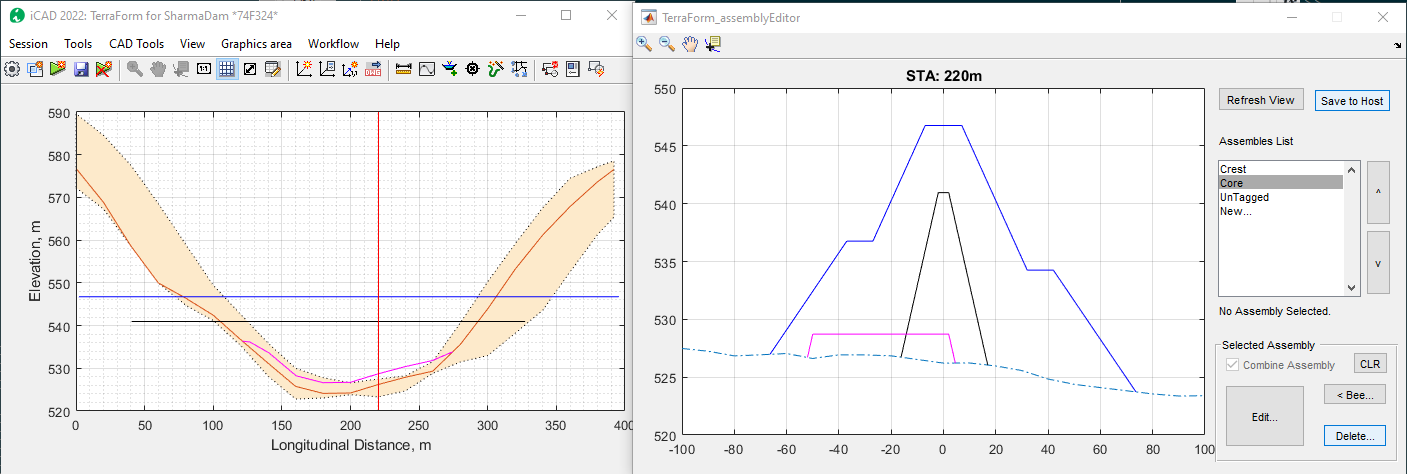 iCAD 2022: TerraForm for SharmaDam *74F324*
Session Tools CAD Tools View Graphics area Workflow Help
1:1
590
580
570
560
550
540
530
520
Elevation, m
0 50 100 150 200 250 300 350 400
Longitudinal Distance, m
TerraForm_assemblyEditor
STA: 220m
550
545
540
535
530
525
520
-100 -80 -60 -40 -20 0 20 40 60 80 100
Refresh View Save to Host
Assembles List
Crest
Core
UnTagged
New...
^
v
No Assembly Selected.
Selected Assembly
Combine Assembly CLR
Edit...
< Bee...
Delete...